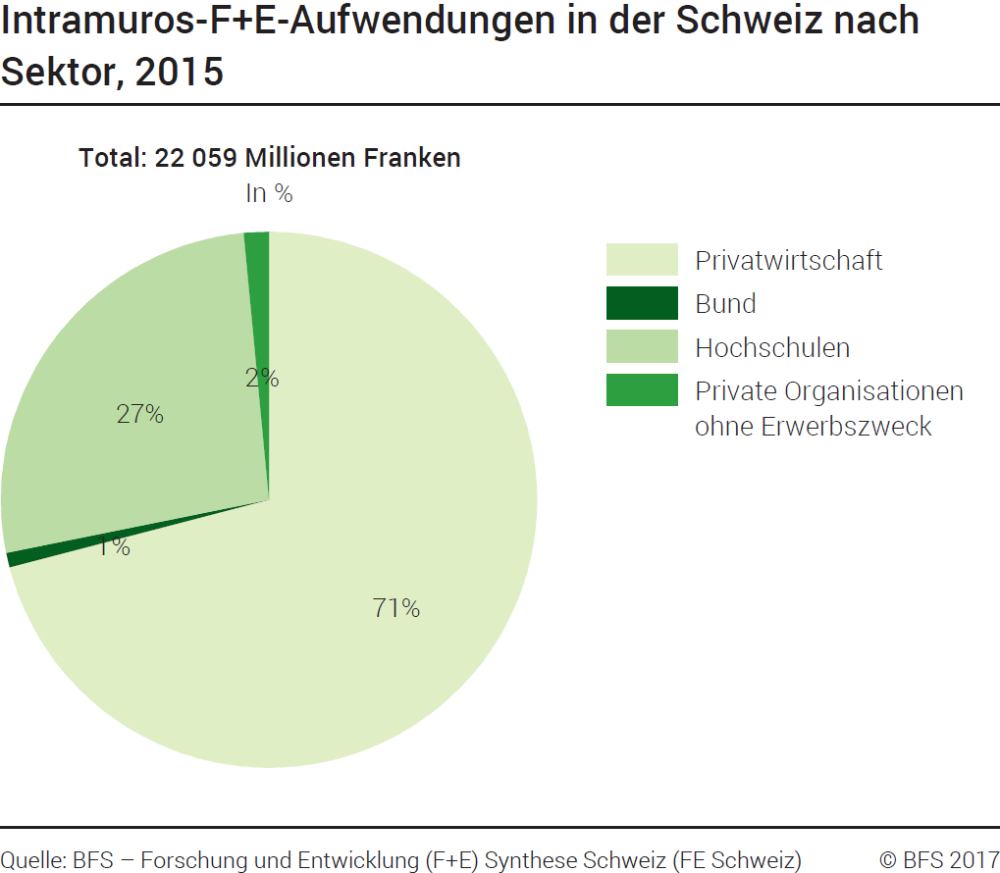 Intramuros-F+E-Aufwendungen in der Schweiz nach
Sektor, 2015
Total: 22 059 Millionen Franken
In %
Privatwirtschaft
Bund
Hochschulen
Private Organisationen
ohne Erwerbszweck
2%
27%
1%
71%
Quelle: BFS – Forschung und Entwicklung (F+E) Synthese Schweiz (FE Schweiz)
© BFS 2017